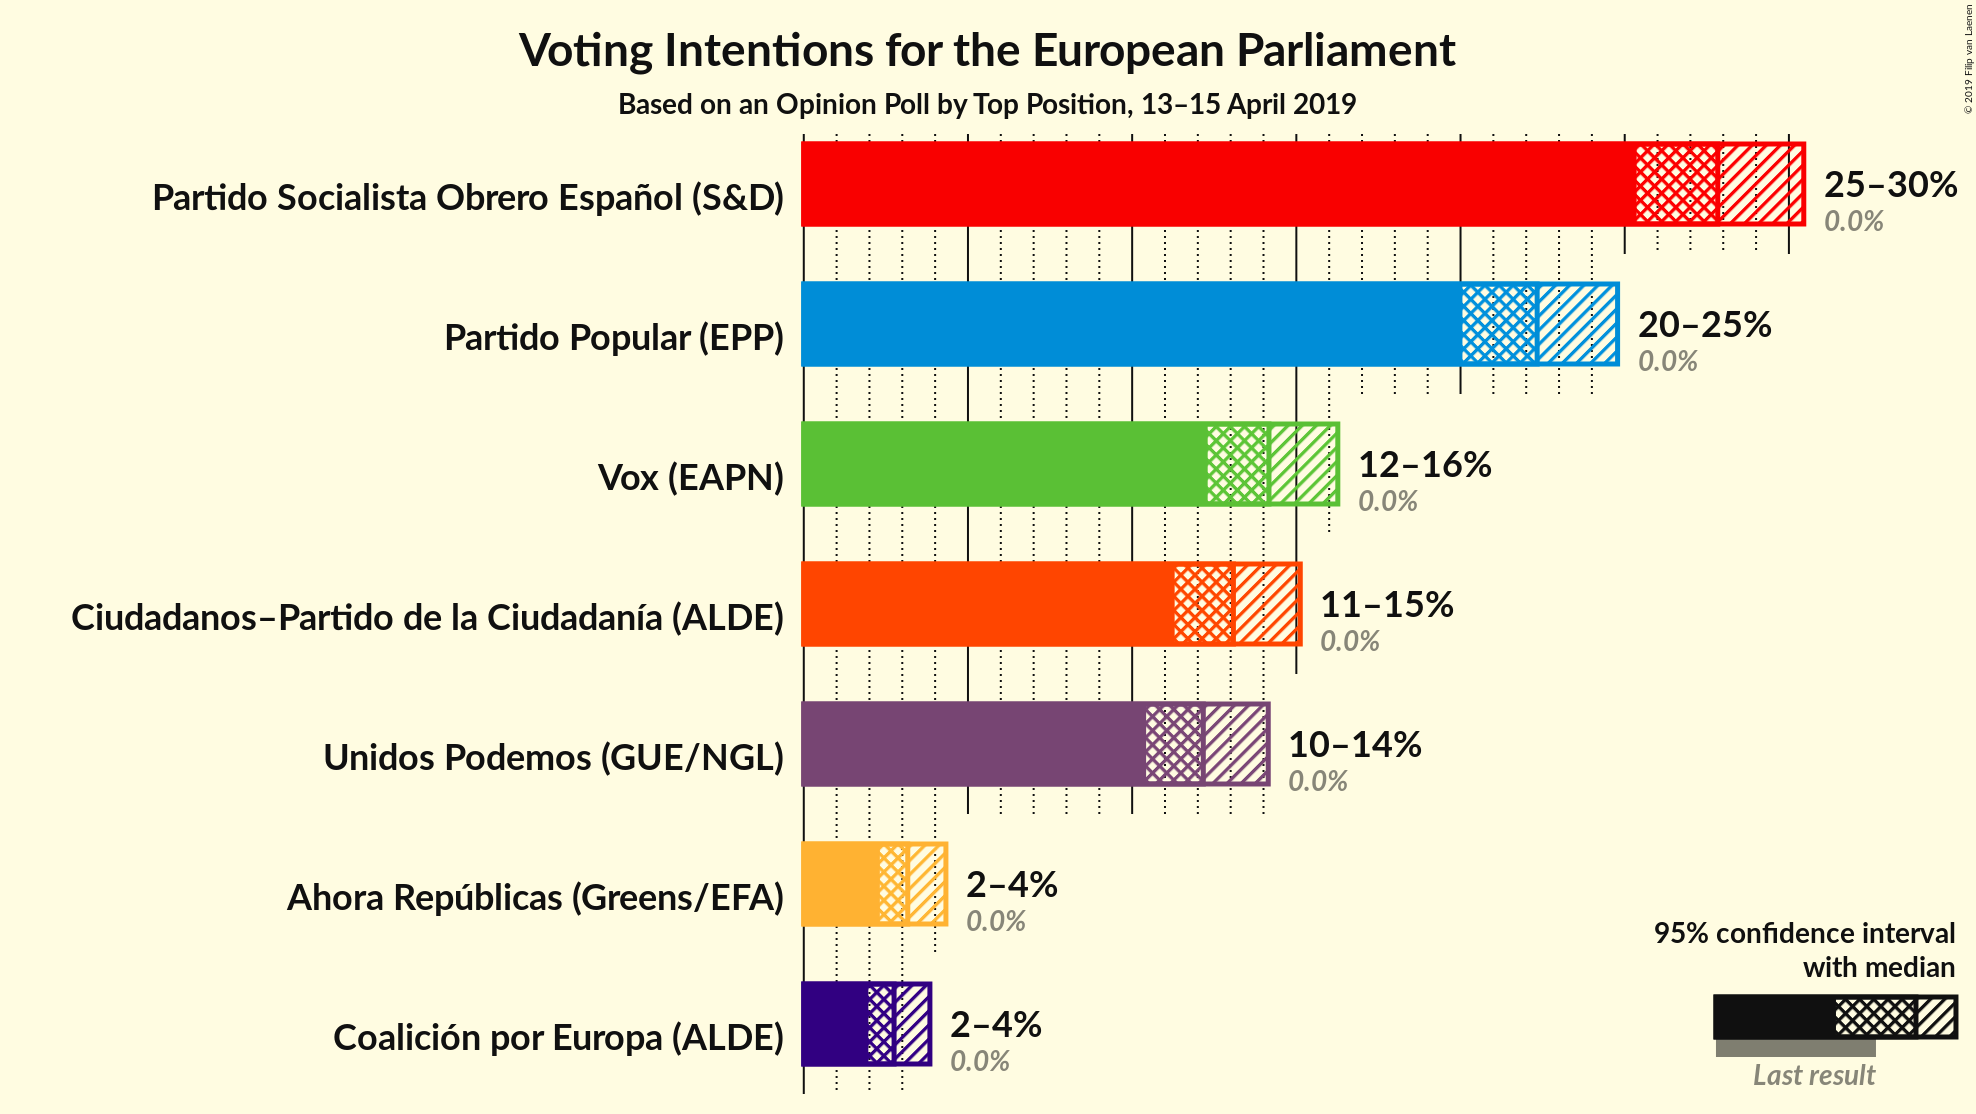 Voting Intentions for the European Parliament
Based on an Opinion Poll by Top Position, 13–15 April 2019
© 2019 Filip van Laenen
Partido Socialista Obrero Español (S&D)
25–30%
0.0%
Partido Popular (EPP)
20–25%
0.0%
Vox (EAPN)
12–16%
0.0%
Ciudadanos–Partido de la Ciudadanía (ALDE)
11–15%
0.0%
Unidos Podemos (GUE/NGL)
10–14%
0.0%
Ahora Repúblicas (Greens/EFA)
2–4%
0.0%
Coalición por Europa (ALDE)
2–4%
0.0%
95% confidence interval
with median
Last result